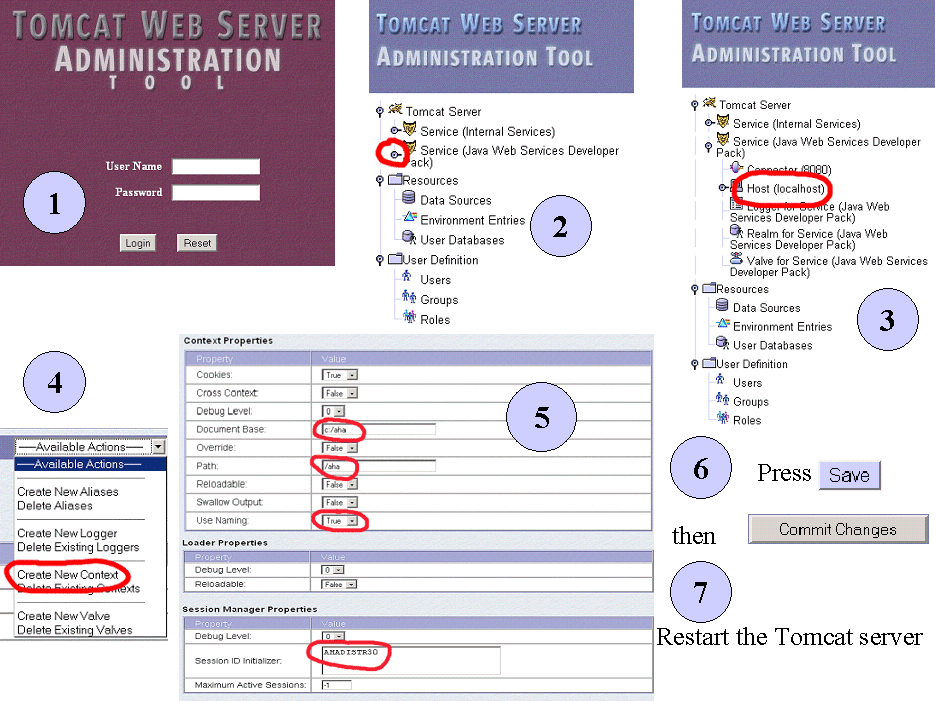 TOMCAT WEB SERVER
ADMINISTRATION
TOOL
User Name
Password
Login Reset
1
TOMCAT WEB SERVER
ADMINISTRATION TOOL
Tomcat Server
Service (Internal Services)
Service (Java Web Services Developer
Pack)
Resources
Data Sources
Environment Entries
User Databases
User Definition
Users
Groups
Roles
2
TOMCAT WEB SERVER
ADMINISTRATION TOOL
Tomcat Server
Service (Internal Services)
Service (Java Web Services Developer
Pack)
Connector (8080)
Host (localhost)
Logger for Service (Java Web
Services Developer Pack)
Realm for Service (Java Web
Services Developer Pack)
Valve for Service (Java Web Services
Developer Pack)
Resources
Data Sources
Environment Entries
User Databases
User Definition
Users
Groups
Roles
3
4
----Available Actions----
----Available Actions----
Create New Aliases
Delete Aliases
Create New Logger
Delete Existing Loggers
Create New Context
Delete Existing Contexts
Create New Valve
Delete Existing Valves
Context Properties
Property Value
Cookies: True
Cross Context: False
Debug Level: 0
Document Base: c:/aha
Override: False
Path: /aha
Reloadable: False
Swallow Output: False
Use Naming: True
Loader Properties
Property Value
Debug Level: 0
Reloadable: False
Session Manager Properties
Property Value
Debug Level: 0
Session ID Initializer: AHADISTR30
Maximum Active Sessions: -1
5
6 Press Save
then Commit Changes
7
Restart the Tomcat server